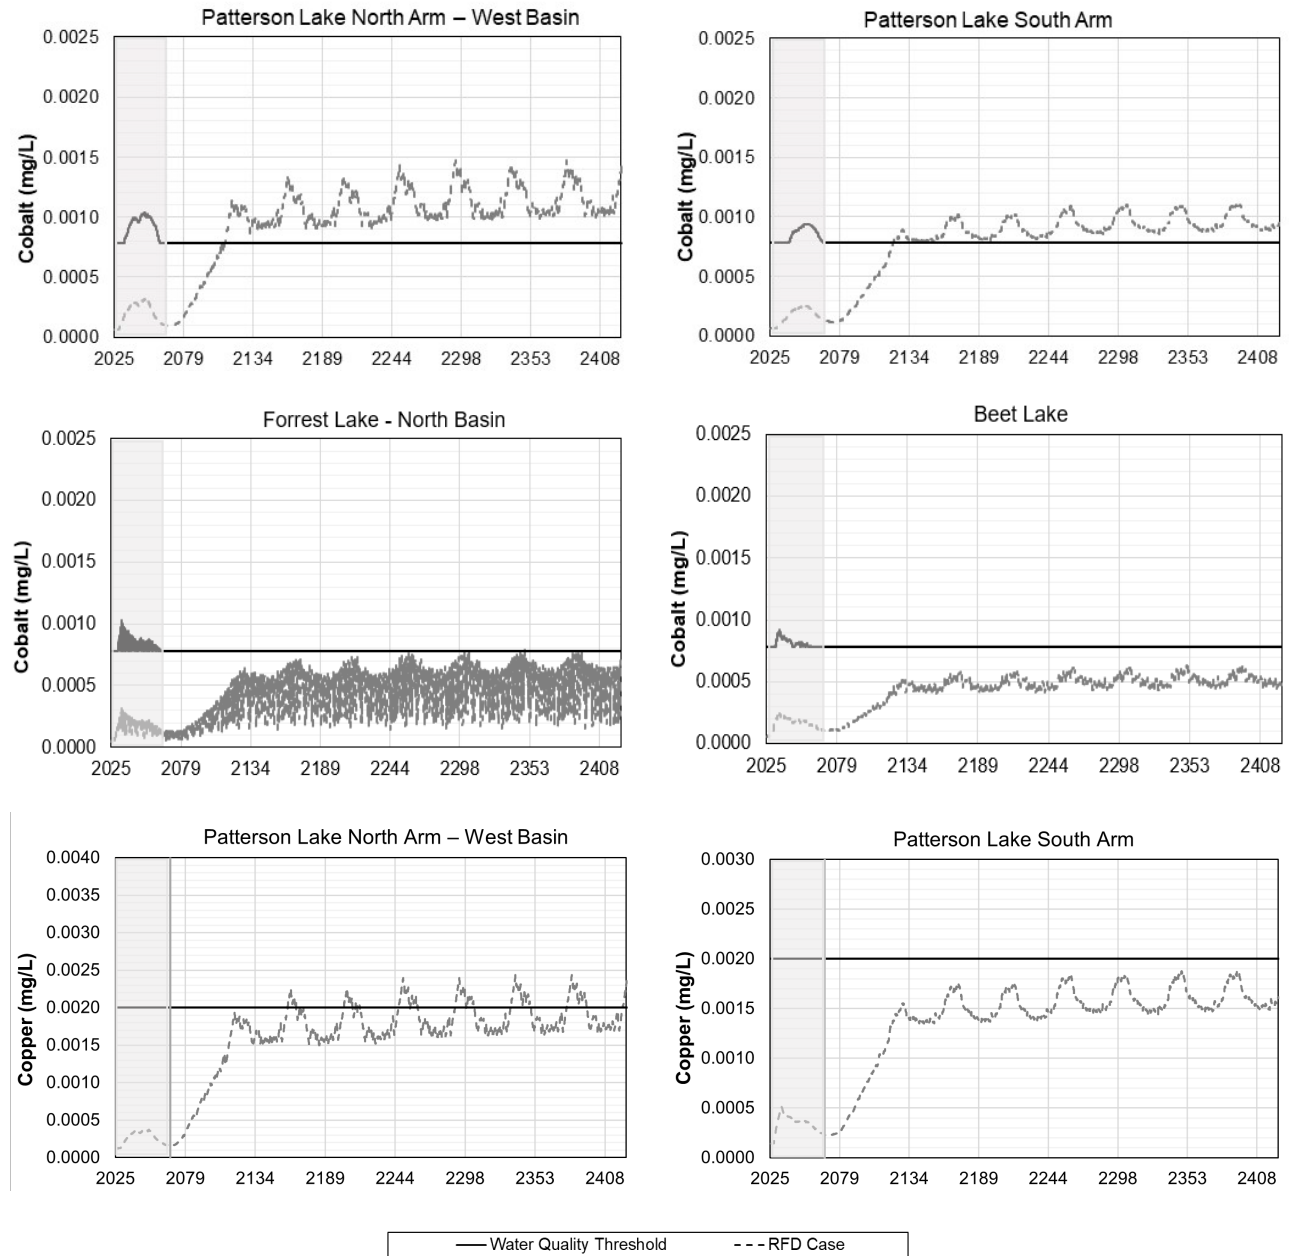 Patterson Lake North Arm – West Basin
Cobalt (mg/L)
0.0025
0.0020
0.0015
0.0010
0.0005
0.0000
2025 2079 2134 2189 2244 2298 2353 2408
Patterson Lake South Arm
Cobalt (mg/L)
0.0025
0.0020
0.0015
0.0010
0.0005
0.0000
2025 2079 2134 2189 2244 2298 2353 2408
Forrest Lake - North Basin
Cobalt (mg/L)
0.0025
0.0020
0.0015
0.0010
0.0005
0.0000
2025 2079 2134 2189 2244 2298 2353 2408
Beet Lake
Cobalt (mg/L)
0.0025
0.0020
0.0015
0.0010
0.0005
0.0000
2025 2079 2134 2189 2244 2298 2353 2408
Patterson Lake North Arm – West Basin
Copper (mg/L)
0.0040
0.0035
0.0030
0.0025
0.0020
0.0015
0.0010
0.0005
0.0000
2025 2079 2134 2189 2244 2298 2353 2408
Patterson Lake South Arm
Copper (mg/L)
0.0030
0.0025
0.0020
0.0015
0.0010
0.0005
0.0000
2025 2079 2134 2189 2244 2298 2353 2408
Water Quality Threshold RFD Case